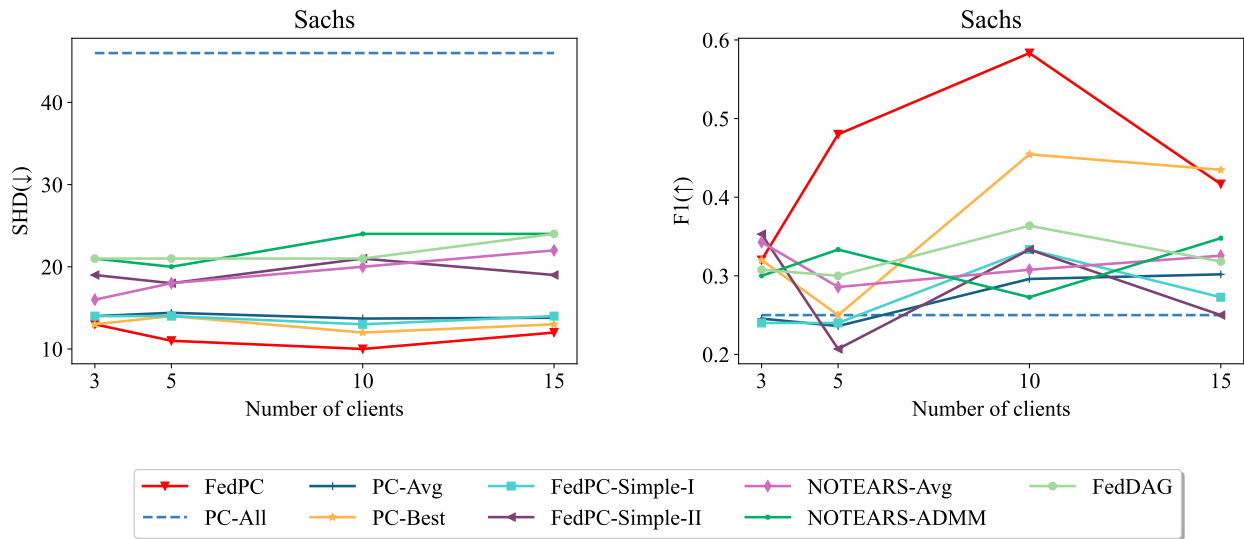 Sachs
SHD(↓)
40
30
20
10
3 5 10 15
Number of clients
Sachs
F1(↑)
0.6
0.5
0.4
0.3
0.2
3 5 10 15
Number of clients
FedPC PC-Avg FedPC-Simple-I NOTEARS-Avg FedDAG
PC-All PC-Best FedPC-Simple-II NOTEARS-ADMM